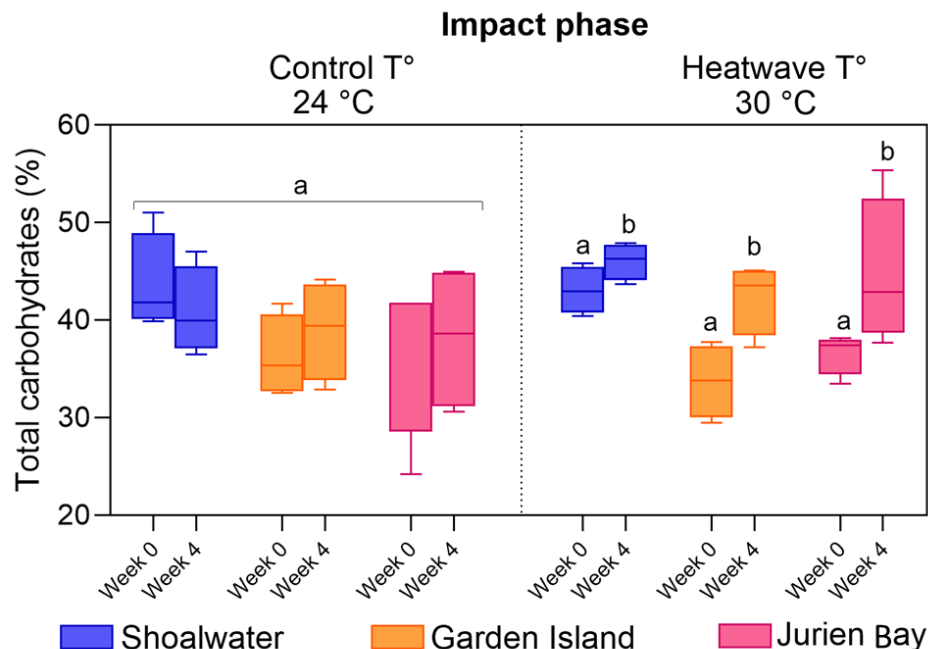 Impact phase
Control T°
24 °C
Heatwave T°
30 °C
Total carbohydrates (%)
60
50
40
30
20
a
a
b
a
b
a
b
Week 0
Week 4
Week 0
Week 4
Week 0
Week 4
Week 0
Week 4
Week 0
Week 4
Week 0
Week 4
Shoalwater
Garden Island
Jurien Bay